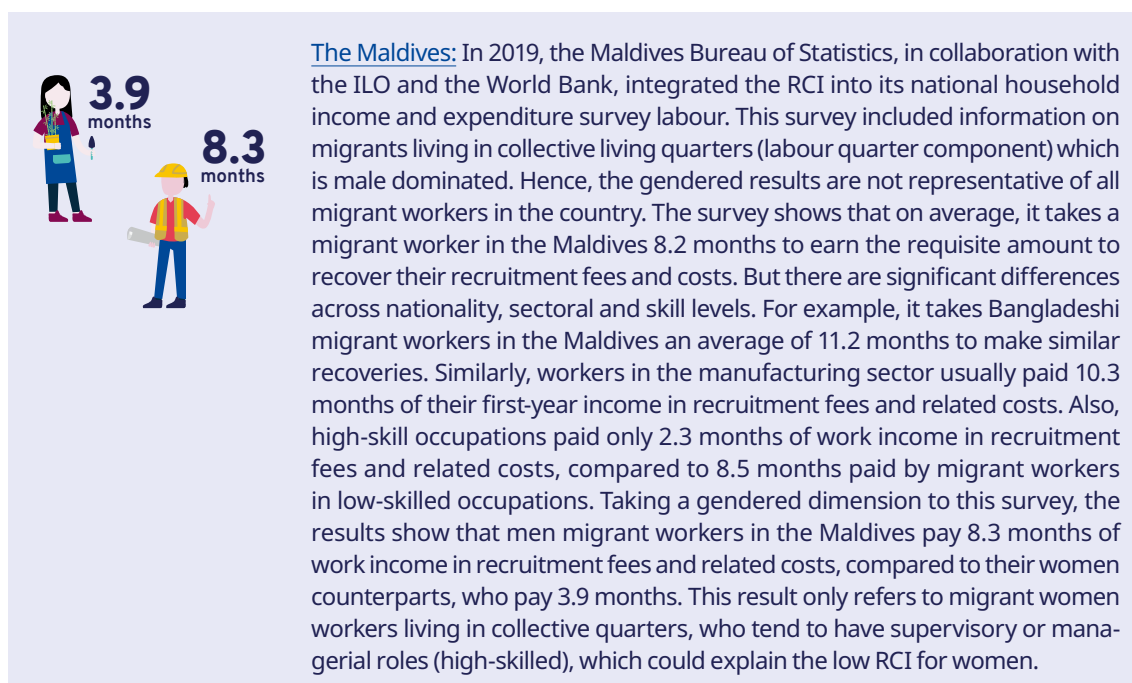 3.9
months
8.3
months
The Maldives: In 2019, the Maldives Bureau of Statistics, in collaboration with
the ILO and the World Bank, integrated the RCI into its national household
income and expenditure survey labour. This survey included information on
migrants living in collective living quarters (labour quarter component) which
is male dominated. Hence, the gendered results are not representative of all
migrant workers in the country. The survey shows that on average, it takes a
migrant worker in the Maldives 8.2 months to earn the requisite amount to
recover their recruitment fees and costs. But there are significant differences
across nationality, sectoral and skill levels. For example, it takes Bangladeshi
migrant workers in the Maldives an average of 11.2 months to make similar
recoveries. Similarly, workers in the manufacturing sector usually paid 10.3
months of their first-year income in recruitment fees and related costs. Also,
high-skill occupations paid only 2.3 months of work income in recruitment
fees and related costs, compared to 8.5 months paid by migrant workers
in low-skilled occupations. Taking a gendered dimension to this survey, the
results show that men migrant workers in the Maldives pay 8.3 months of
work income in recruitment fees and related costs, compared to their women
counterparts, who pay 3.9 months. This result only refers to migrant women
workers living in collective quarters, who tend to have supervisory or mana-
gerial roles (high-skilled), which could explain the low RCI for women.